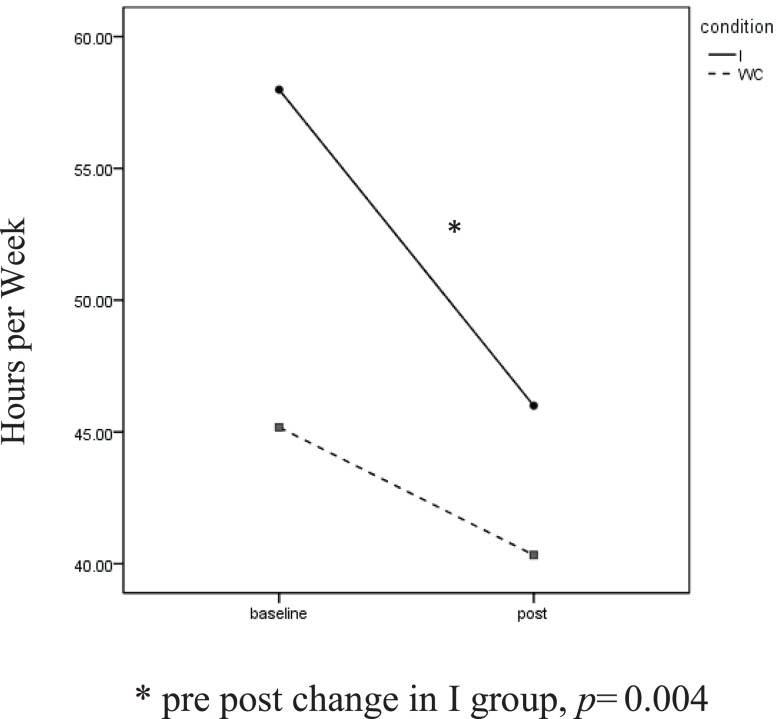 60.00
55.00
50.00
45.00
40.00
Hours per Week
baseline
post
condition
I
WC
*
* pre post change in I group, p= 0.004